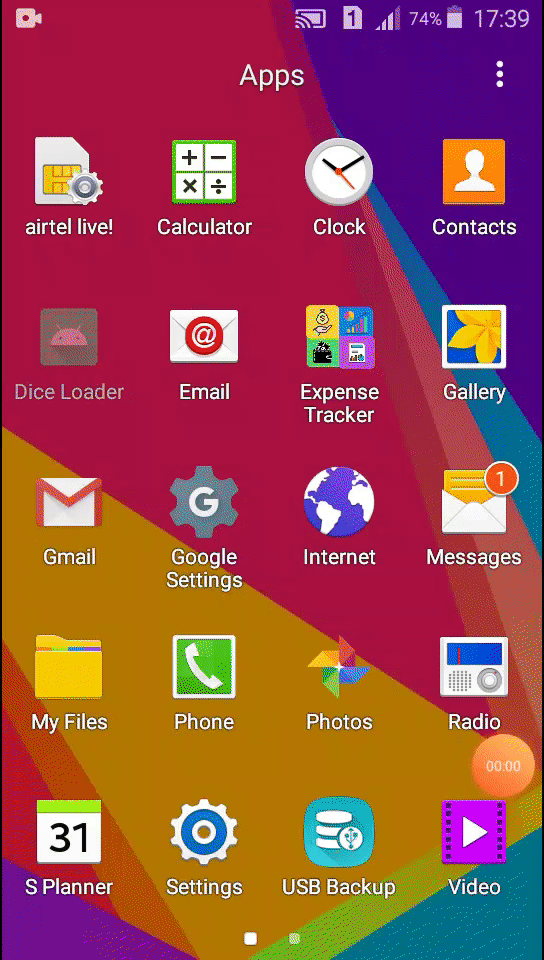 1 74% 17:39
Apps
airtel live! Calculator Clock Contacts
Dice Loader Email Expense Tracker Gallery
Gmail Google Settings Internet Messages
1
My Files Phone Photos Radio
00:00
31
S Planner Settings USB Backup Video